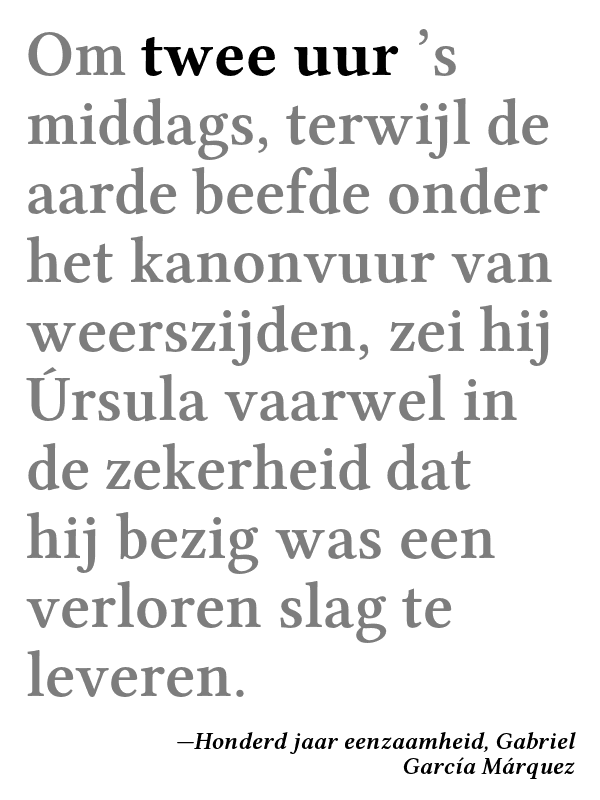 Om twee uur ’s
middags, terwijl de
aarde beefde onder
het kanonvuur van
weerszijden, zei hij
Úrsula vaarwel in
de zekerheid dat
hij bezig was een
verloren slag te
leveren.
—Honderd jaar eenzaamheid, Gabriel
García Márquez